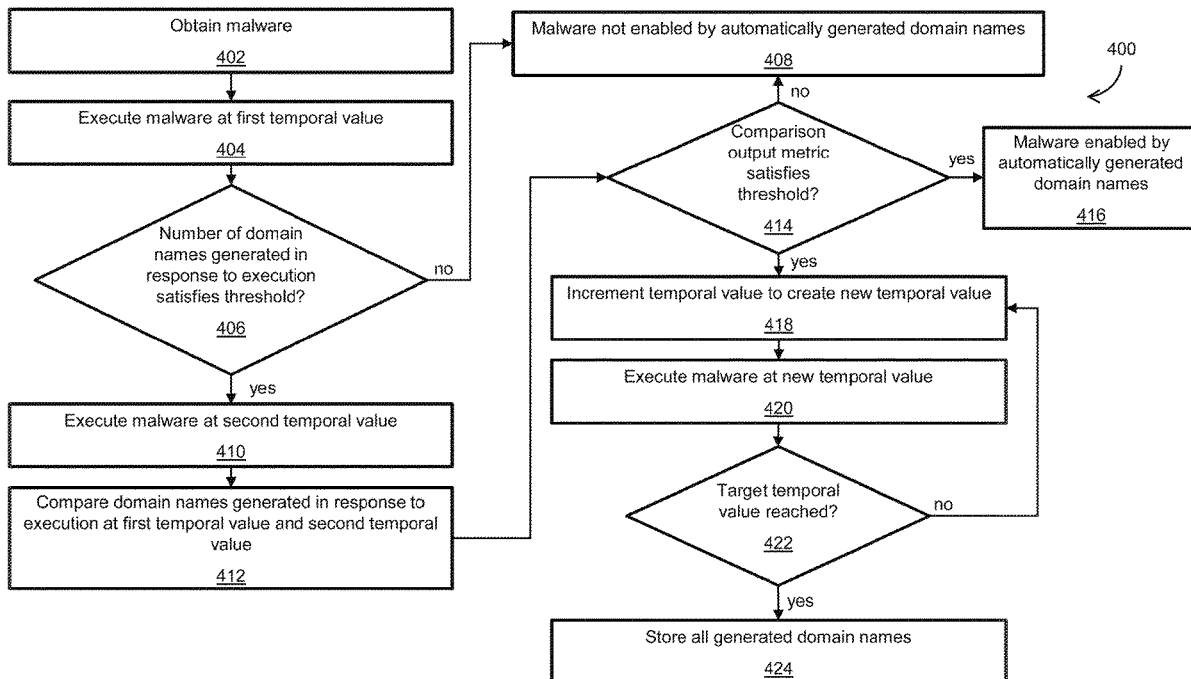 Obtain malware
402
Execute malware at first temporal value
404
Number of domain
names generated in
response to execution
satisfies threshold?
406
no
yes
Execute malware at second temporal value
410
Compare domain names generated in response to
execution at first temporal value and second temporal
value
412
Malware not enabled by automatically generated domain names
408
no
400
Comparison
output metric
satisfies
threshold?
414
yes
Malware enabled by
automatically generated
domain names
416
yes
Increment temporal value to create new temporal value
418
Execute malware at new temporal value
420
Target temporal
value reached?
422
no
yes
Store all generated domain names
424